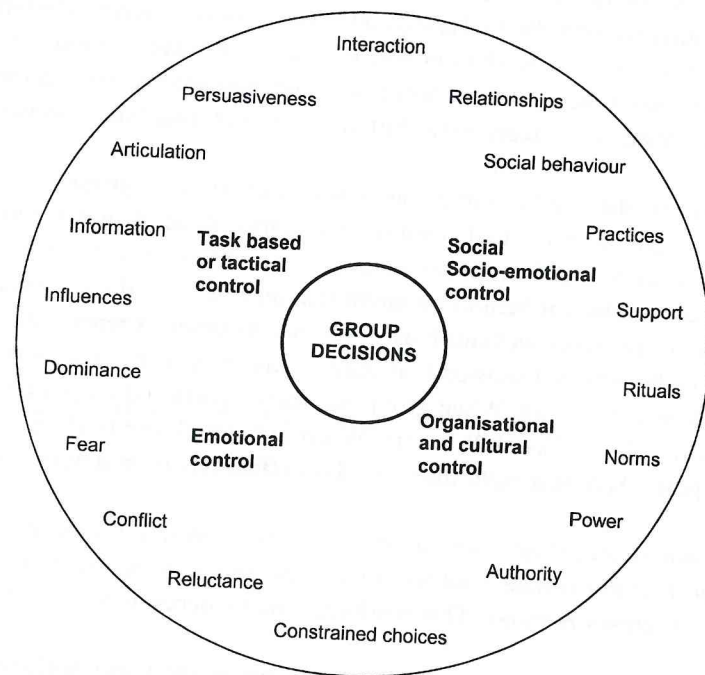 Interaction
Persuasiveness
Relationships
Articulation
Social behaviour
Information
Practices
Task based
or tactical
control
Social
Socio-emotional
control
Influences
Support
GROUP
DECISIONS
Dominance
Rituals
Fear
Emotional
control
Organisational
and cultural
control
Norms
Conflict
Power
Reluctance
Authority
Constrained choices